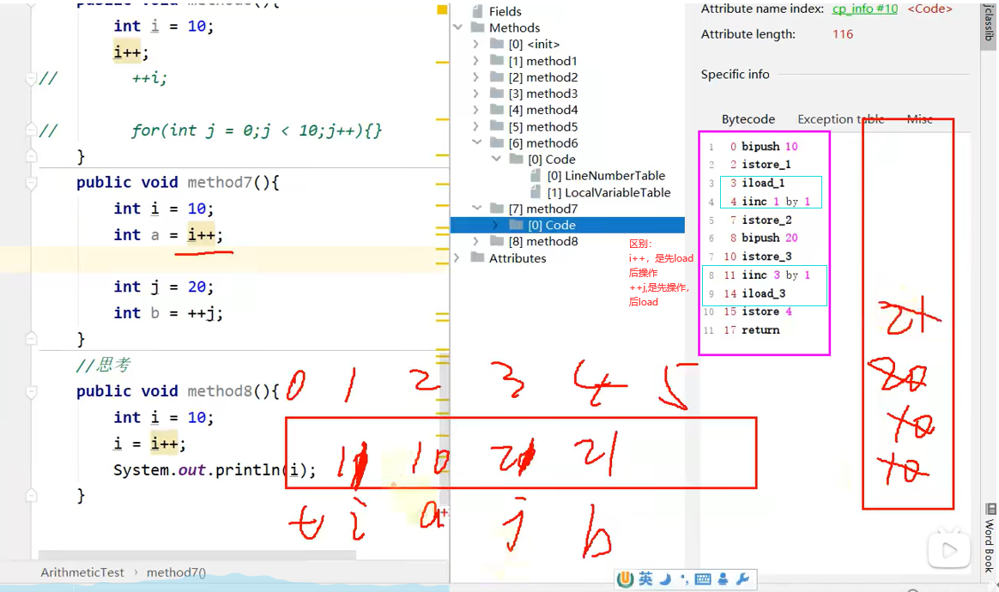 int i = 10;
i++;
// ++i;
// for(int j = 0;j < 10;j++){}
}
public void method7(){
int i = 10;
int a = i++;
int j = 20;
int b = ++j;
}
//思考
public void method8(){
int i = 10;
i = i++;
System.out.println(i);
}
ArithmeticTest › method7()
Fields
Methods
[0] <init>
[1] method1
[2] method2
[3] method3
[4] method4
[5] method5
[6] method6
[0] Code
[0] LineNumberTable
[1] LocalVariableTable
[7] method7
[0] Code
[8] method8
Attributes
区别：
i++，是先load
后操作
++j,是先操作，
后load
Attribute name index: cp_info #10 <Code>
Attribute length: 116
Specific info
Bytecode Exception table Misc
1 0 bipush 10
2 2 istore_1
3 3 iload_1
4 4 iinc 1 by 1
5 7 istore_2
6 8 bipush 20
7 10 istore_3
8 11 iinc 3 by 1
9 14 iload_3
10 15 istore 4
11 17 return
21
20
10
10
0 1 2 3 4 5
11 10 21 21
t i a j b
jclasslib
Word Book
英